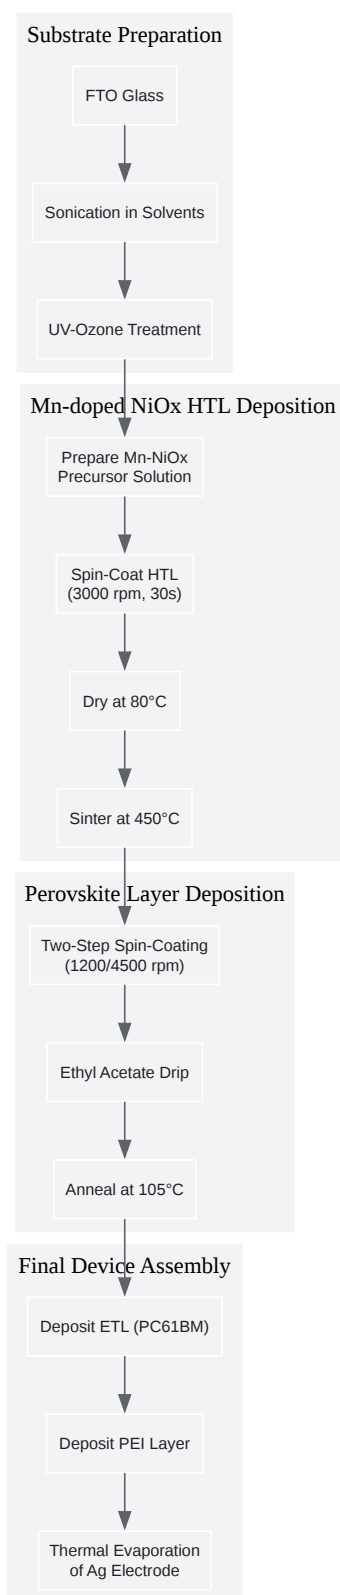 Substrate Preparation
FTO Glass
Sonication in Solvents
UV-Ozone Treatment
Mn-doped NiOx HTL Deposition
Prepare Mn-NiOx
Precursor Solution
Spin-Coat HTL
(3000 rpm, 30s)
Dry at 80°C
Sinter at 450°C
Perovskite Layer Deposition
Two-Step Spin-Coating
(1200/4500 rpm)
Ethyl Acetate Drip
Anneal at 105°C
Final Device Assembly
Deposit ETL (PC61BM)
Deposit PEI Layer
Thermal Evaporation
of Ag Electrode